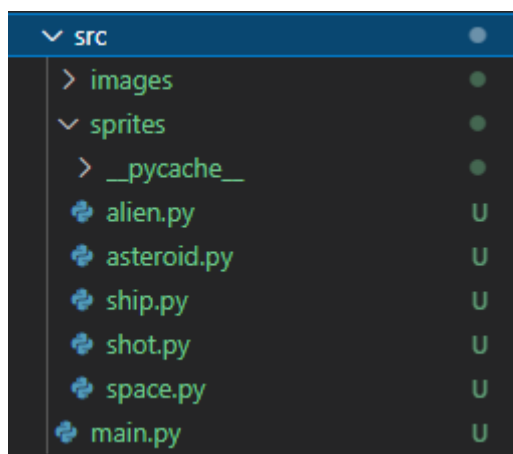 src
images
sprites
__pycache__
alien.py U
asteroid.py U
ship.py U
shot.py U
space.py U
main.py U